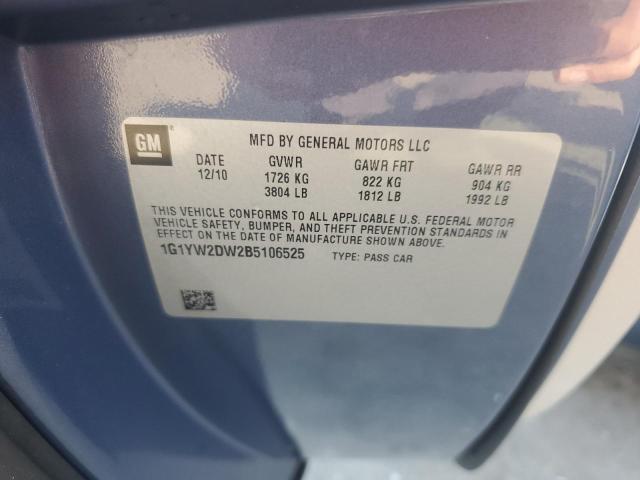 GM
MFD BY GENERAL MOTORS LLC
DATE GVWR GAWR FRT GAWR RR
12/10 1726 KG 822 KG 904 KG
3804 LB 1812 LB 1992 LB
THIS VEHICLE CONFORMS TO ALL APPLICABLE U.S. FEDERAL MOTOR
VEHICLE SAFETY, BUMPER, AND THEFT PREVENTION STANDARDS IN
EFFECT ON THE DATE OF MANUFACTURE SHOWN ABOVE.
1G1YW2DW2B5106525 TYPE: PASS CAR